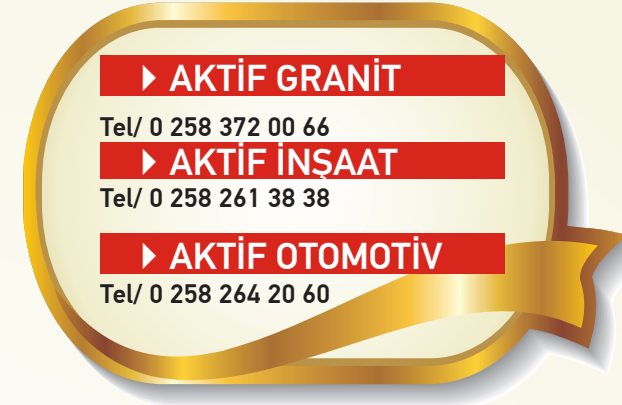 AKTİF GRANİT
Tel/ 0 258 372 00 66
AKTİF İNŞAAT
Tel/ 0 258 261 38 38
AKTİF OTOMOTİV
Tel/ 0 258 264 20 60